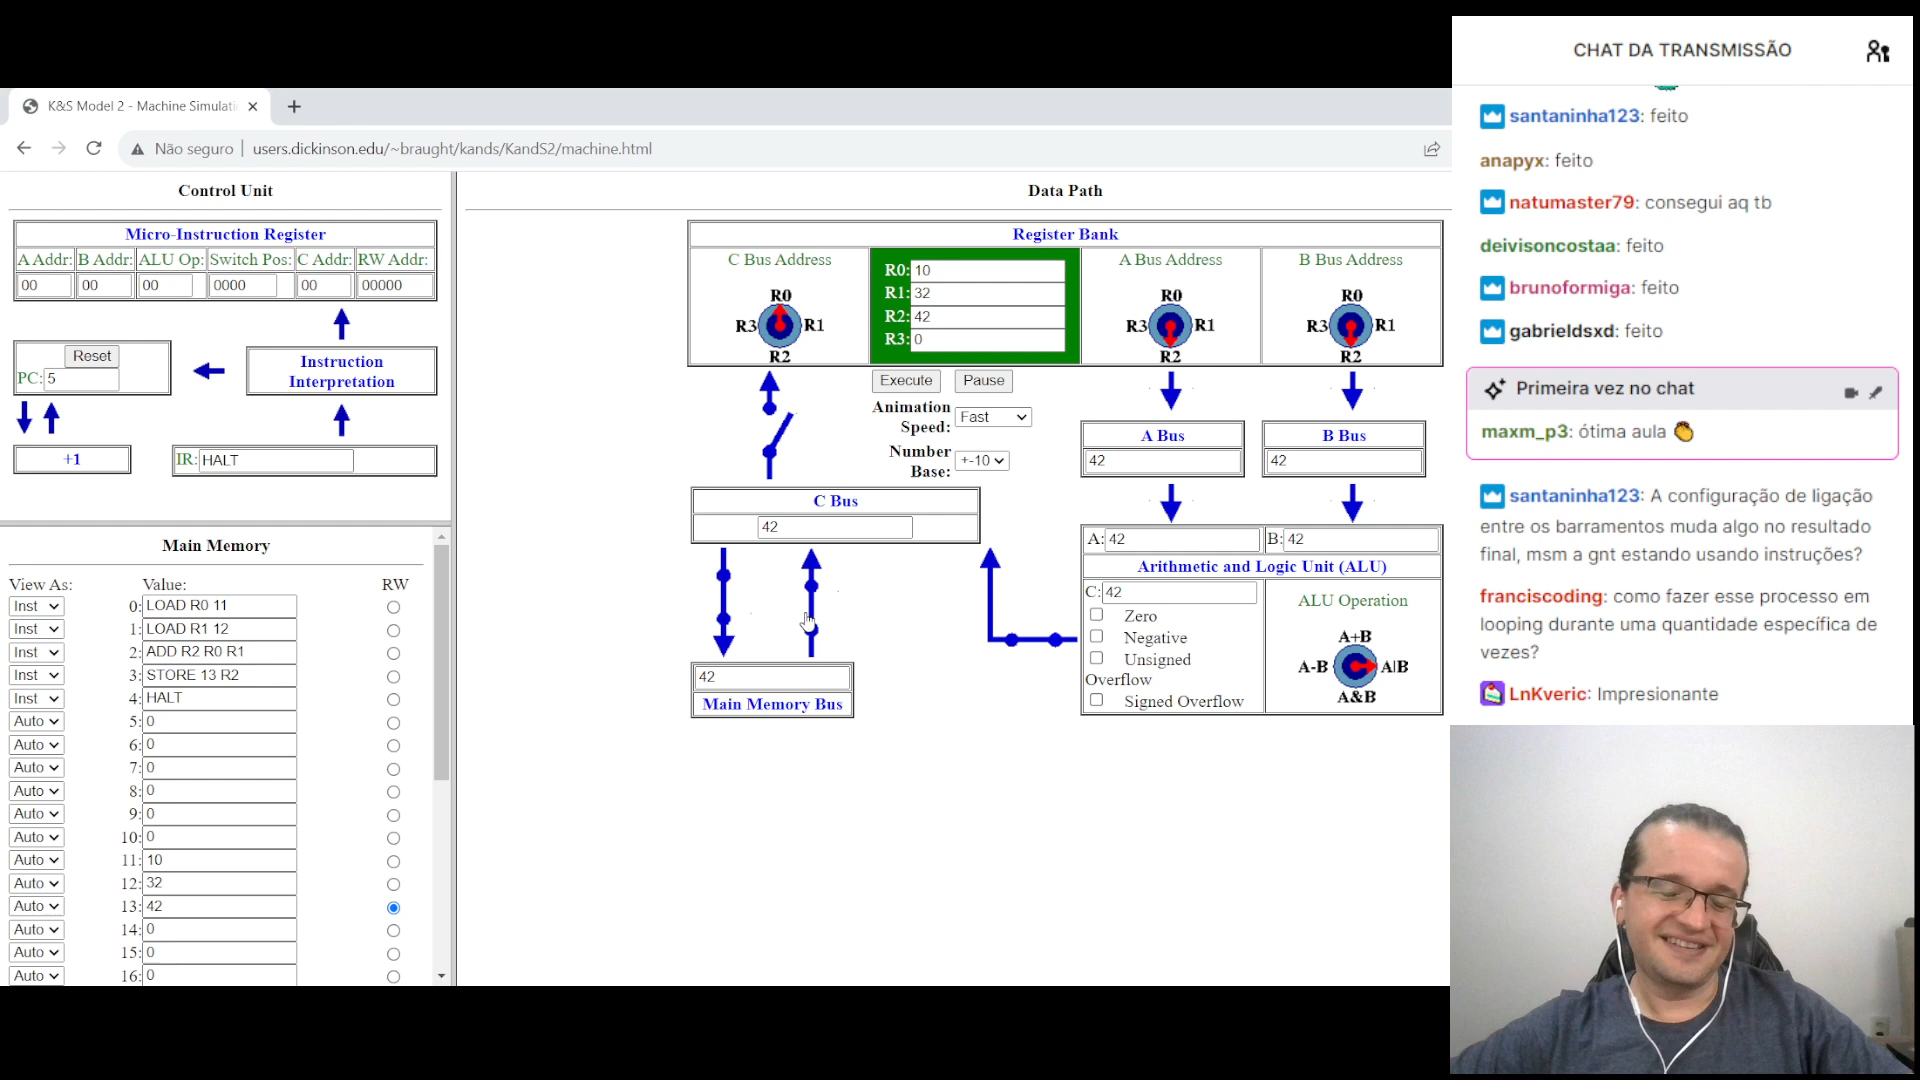 K&S Model 2 - Machine Simulati
Não seguro
users.dickinson.edu/~braught/kands/KandS2/machine.html
Control Unit
Micro-Instruction Register
A Addr: B Addr: ALU Op: Switch Pos: C Addr: RW Addr:
00 00 00 0000 00 00000
Reset
PC: 5
Instruction
Interpretation
+1
IR: HALT
Main Memory
View As: Value: RW
Inst 0: LOAD R0 11
Inst 1: LOAD R1 12
Inst 2: ADD R2 R0 R1
Inst 3: STORE 13 R2
Inst 4: HALT
Auto 5: 0
Auto 6: 0
Auto 7: 0
Auto 8: 0
Auto 9: 0
Auto 10: 0
Auto 11: 10
Auto 12: 32
Auto 13: 42
Auto 14: 0
Auto 15: 0
Auto 16: 0
Data Path
Register Bank
C Bus Address
R0
R3 R1
R2
R0: 10
R1: 32
R2: 42
R3: 0
A Bus Address
R0
R3 R1
R2
B Bus Address
R0
R3 R1
R2
Execute Pause
Animation
Speed: Fast
Number
Base: +-10
A Bus
42
B Bus
42
C Bus
42
42
Main Memory Bus
A: 42 B: 42
Arithmetic and Logic Unit (ALU)
C: 42
Zero
Negative
Unsigned
Overflow
Signed Overflow
ALU Operation
A+B
A-B A|B
A&B
CHAT DA TRANSMISSÃO
santaninha123: feito
anapyx: feito
natumaster79: consegui aq tb
deivisoncostaa: feito
brunoformiga: feito
gabrieldsxd: feito
Primeira vez no chat
maxm_p3: ótima aula 👏
santaninha123: A configuração de ligação
entre os barramentos muda algo no resultado
final, msm a gnt estando usando instruções?
franciscoding: como fazer esse processo em
looping durante uma quantidade específica de
vezes?
LnKveric: Impresionante